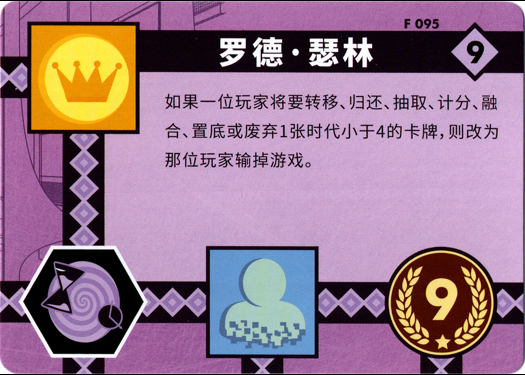 F 095
罗德·瑟林
9
如果一位玩家将要转移、归还、抽取、计分、融
合、置底或废弃1张时代小于4的卡牌，则改为
那位玩家输掉游戏。
9